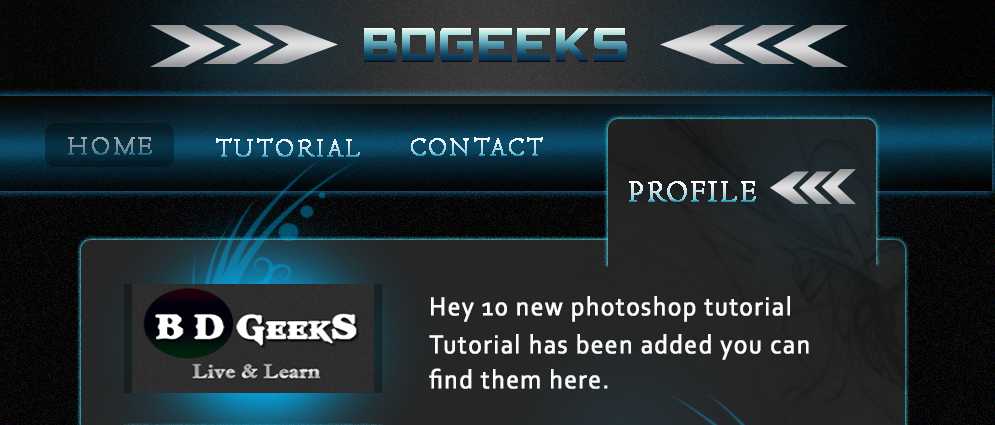 BDGEEKS
HOME
TUTORIAL
CONTACT
PROFILE
B D GEEKS
Live & Learn
Hey 10 new photoshop tutorial
Tutorial has been added you can
find them here.